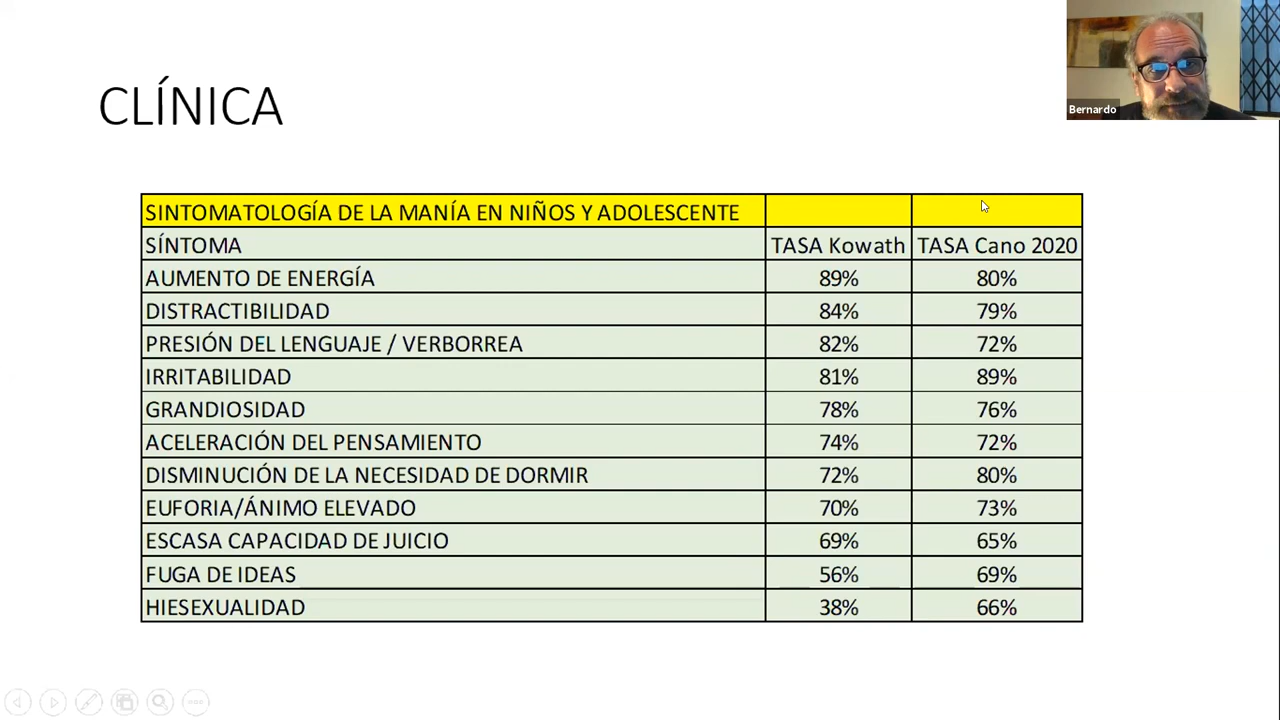 CLÍNICA
Bernardo
SINTOMATOLOGÍA DE LA MANÍA EN NIÑOS Y ADOLESCENTE
SÍNTOMA TASA Kowath TASA Cano 2020
AUMENTO DE ENERGÍA 89% 80%
DISTRACTIBILIDAD 84% 79%
PRESIÓN DEL LENGUAJE / VERBORREA 82% 72%
IRRITABILIDAD 81% 89%
GRANDIOSIDAD 78% 76%
ACELERACIÓN DEL PENSAMIENTO 74% 72%
DISMINUCIÓN DE LA NECESIDAD DE DORMIR 72% 80%
EUFORIA/ÁNIMO ELEVADO 70% 73%
ESCASA CAPACIDAD DE JUICIO 69% 65%
FUGA DE IDEAS 56% 69%
HIESEXUALIDAD 38% 66%